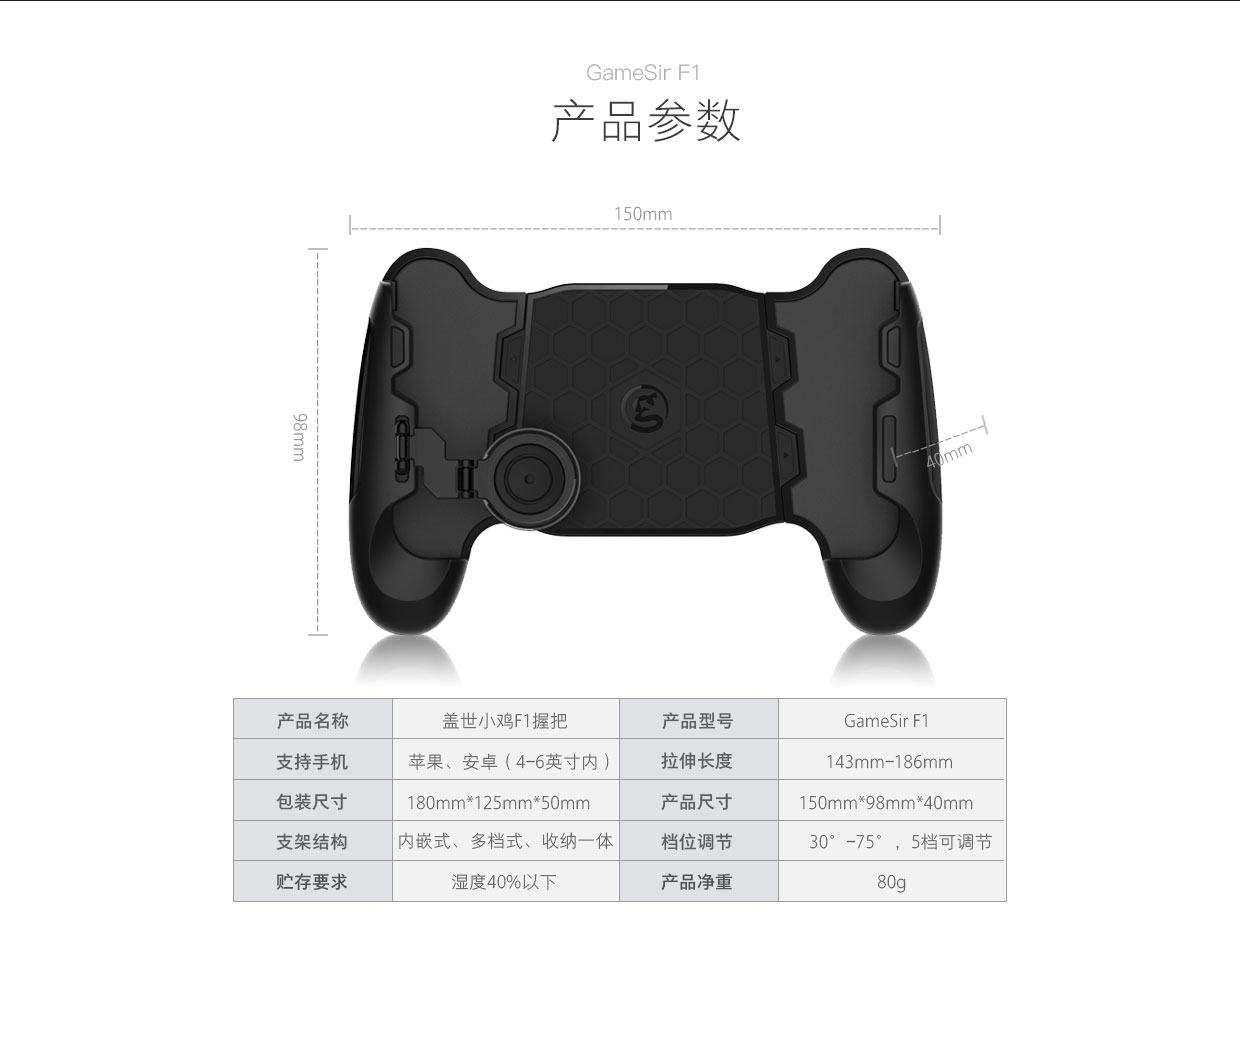 GameSir F1
产品参数
150mm
98mm
40mm
产品名称 盖世小鸡F1握把 产品型号 GameSir F1
支持手机 苹果、安卓（4-6英寸内） 拉伸长度 143mm-186mm
包装尺寸 180mm*125mm*50mm 产品尺寸 150mm*98mm*40mm
支架结构 内嵌式、多档式、收纳一体 档位调节 30°-75°，5档可调节
贮存要求 湿度40%以下 产品净重 80g